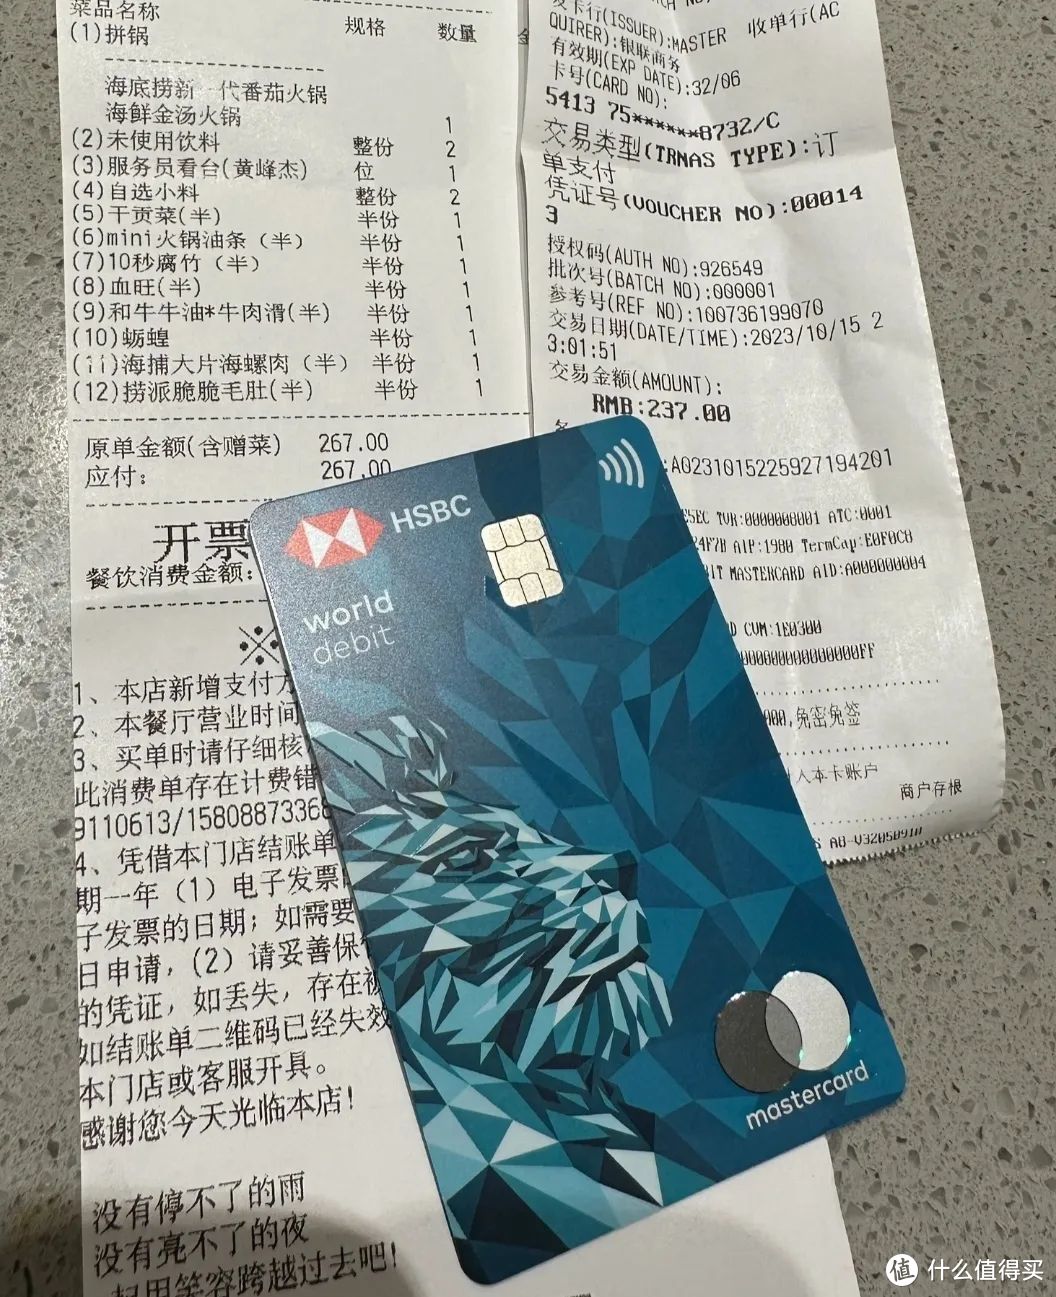 菜品名称 规格 数量
(1)拼锅
海底捞新一代番茄火锅
海鲜金汤火锅 1
(2)未使用饮料 整份 2
(3)服务员看台(黄峰杰) 位 1
(4)自选小料 整份 2
(5)干贡菜(半) 半份 1
(6)mini火锅油条(半) 半份 1
(7)10秒腐竹(半) 半份 1
(8)血旺(半) 半份 1
(9)和牛牛油*牛肉滑(半) 半份 1
(10)蛎蝗 半份 1
(11)海捕大片海螺肉(半) 半份 1
(12)捞派脆脆毛肚(半) 半份 1
原单金额(含赠菜) 267.00
应付: 267.00
开票
餐饮消费金额:
※
1、本店新增支付方
2、本餐厅营业时间
3、买单时请仔细核
此消费单存在计费错
9110613/15808873368
4、凭借本门店结账单
期一年(1)电子发票
子发票的日期;如需要
日申请,(2)请妥善保
的凭证,如丢失,存在被
如结账单二维码已经失效
本门店或客服开具。
感谢您今天光临本店!
没有停不了的雨
没有亮不了的夜
一起用笑容跨越过去吧!
发卡行(ISSUER):MASTER 收单行(AC
QUIRER):银联商务
有效期(EXP DATE):32/06
卡号(CARD NO):
5413 75******8732/C
交易类型(TRNAS TYPE):订
单支付
凭证号(VOUCHER NO):00014
3
授权码(AUTH NO):926549
批次号(BATCH NO):000001
参考号(REF NO):100736199070
交易日期(DATE/TIME):2023/10/15 2
3:01:51
交易金额(AMOUNT):
RMB:237.00
:A0231015225927194201
TVR:0000008001 ATC:0001
24F7B AIP:1980 TermCap:E0F0C8
MASTERCARD AID:A000000004
CVM:1E0300
000,免密免签
入本卡账户
商户存根
AB-V32050910
HSBC
world
debit
mastercard
值 什么值得买